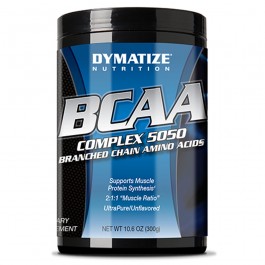 DYMATIZE
NUTRITION
BCAA
COMPLEX 5050
BRANCHED CHAIN AMINO ACIDS
Supports Muscle
Protein Synthesis†
2:1:1 "Muscle Ratio"
UltraPure/Unflavored
NET WT 10.6 OZ (300g)